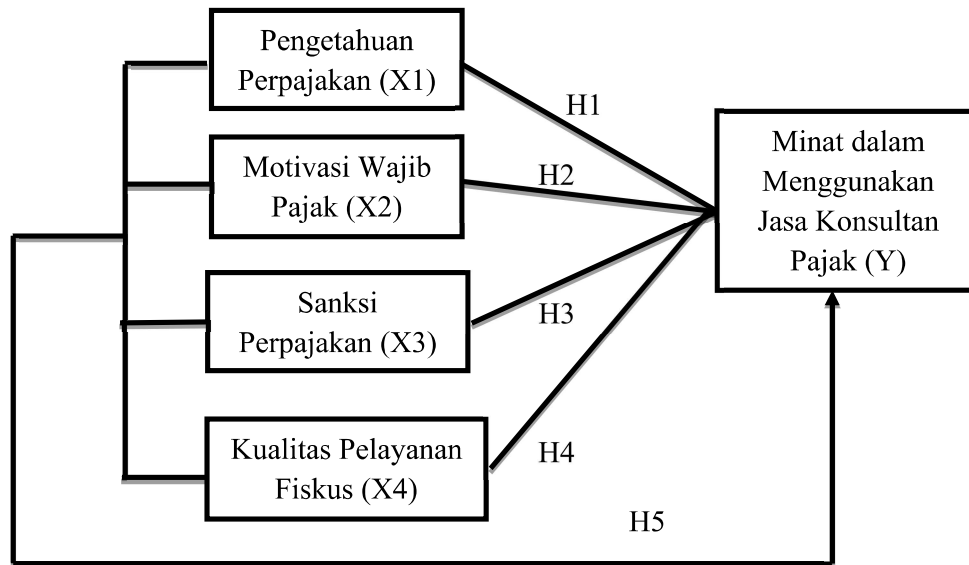 Pengetahuan
Perpajakan (X1)
H1
Motivasi Wajib
Pajak (X2)
H2
Minat dalam
Menggunakan
Jasa Konsultan
Pajak (Y)
Sanksi
Perpajakan (X3)
H3
Kualitas Pelayanan
Fiskus (X4)
H4
H5